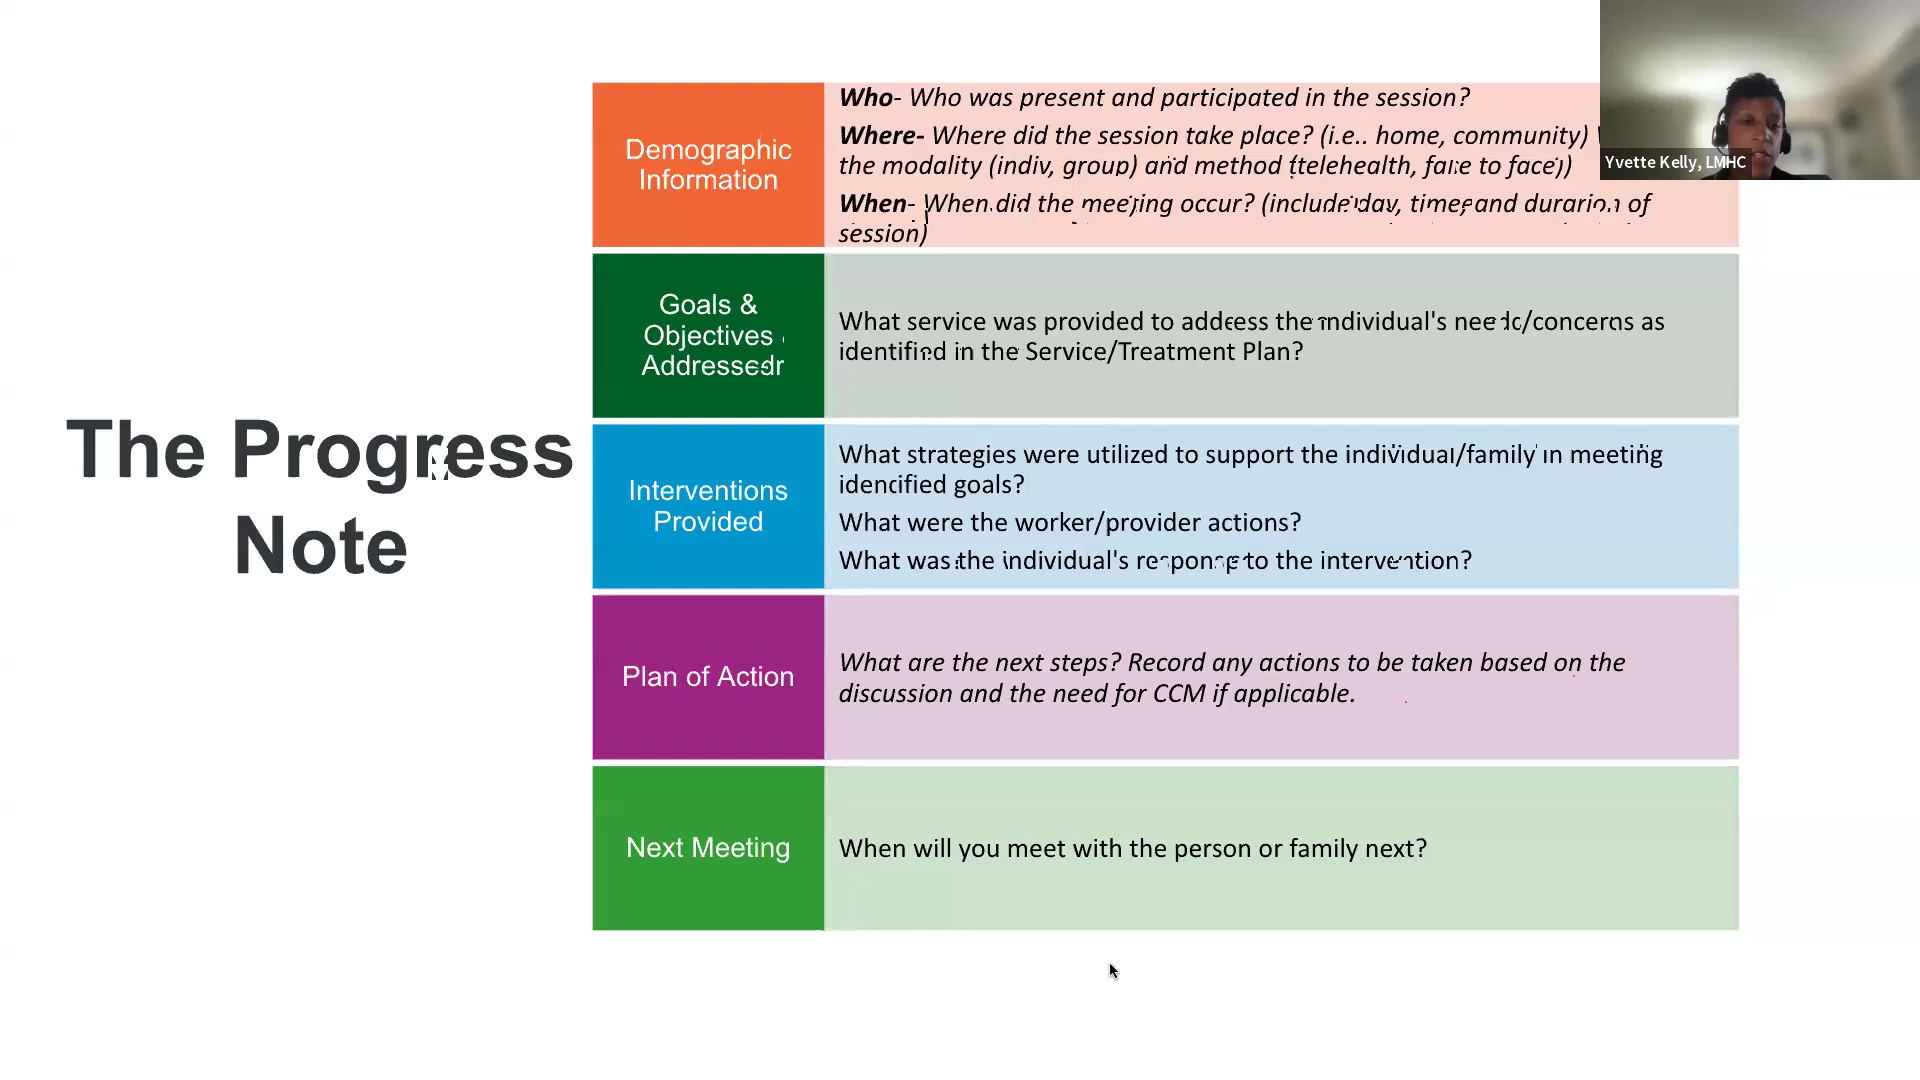 Who- Who was present and participated in the session?
Where- Where did the session take place? (i.e.. home, community)
the modality (indiv, group) and method (telehealth, face to face))
When- When did the meeting occur? (include day, time and duration of
session)
Demographic
Information
Yvette Kelly, LMHC
Goals &
Objectives
Addressed
What service was provided to address the individual's need/concerns as
identified in the Service/Treatment Plan?
The Progress
Note
Interventions
Provided
What strategies were utilized to support the individual/family in meeting
identified goals?
What were the worker/provider actions?
What was the individual's response to the intervention?
Plan of Action
What are the next steps? Record any actions to be taken based on the
discussion and the need for CCM if applicable.
Next Meeting
When will you meet with the person or family next?